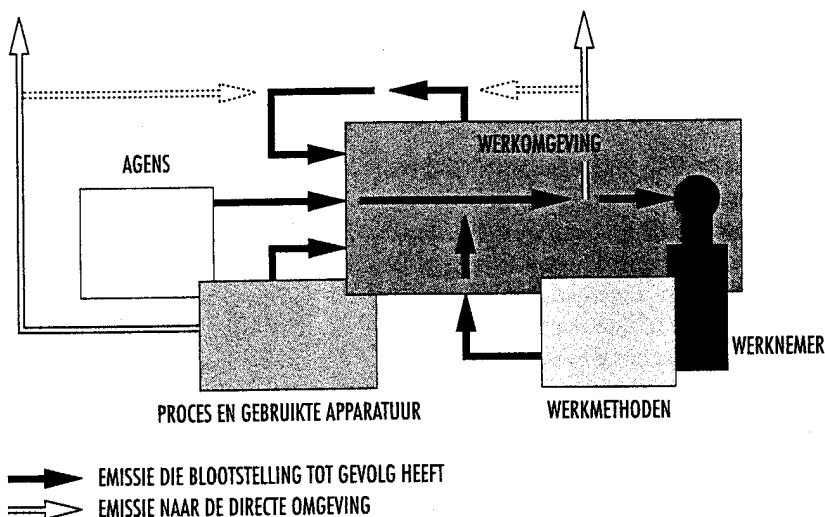 WERKOMGEVING
AGENS
WERKNEMER
PROCES EN GEBRUIKTE APPARATUUR
WERKMETHODEN
EMISSIE DIE BLOOTSTELLING TOT GEVOLG HEEFT
EMISSIE NAAR DE DIRECTE OMGEVING